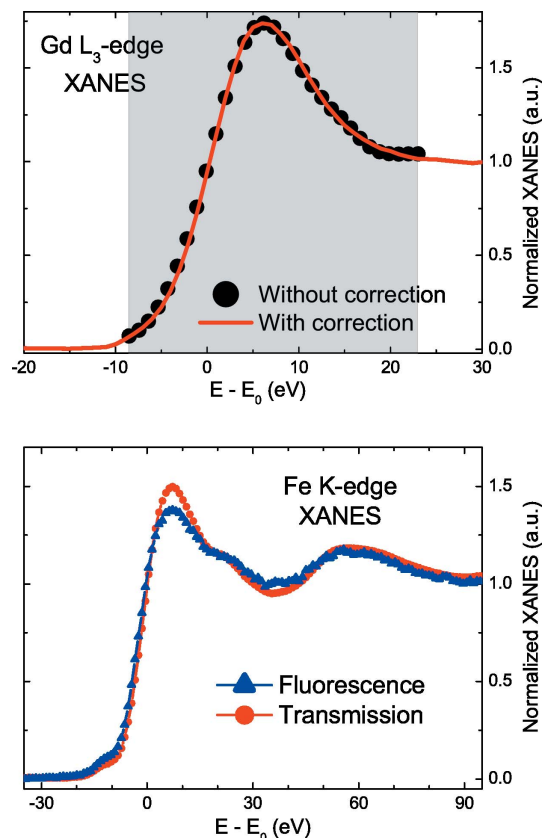 Gd L3-edge
XANES
Without correction
With correction
0.0
0.5
1.0
1.5
Normalized XANES (a.u.)
-20 -10 0 10 20 30
E - E0 (eV)
Fe K-edge
XANES
Fluorescence
Transmission
0.0
0.5
1.0
1.5
Normalized XANES (a.u.)
-30 0 30 60 90
E - E0 (eV)